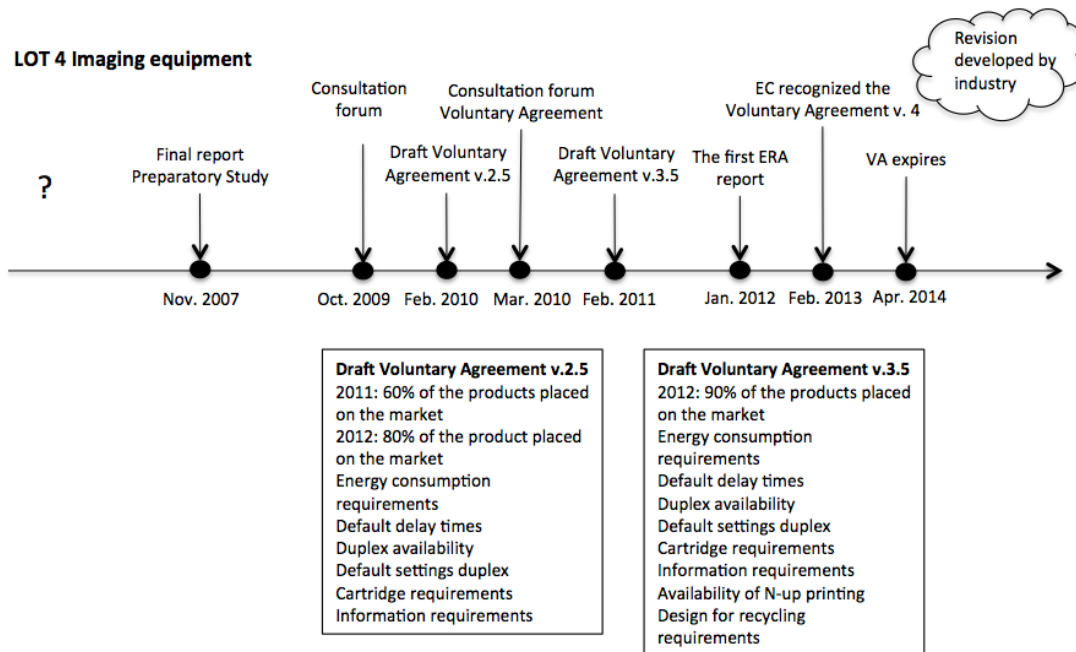 LOT 4 Imaging equipment
Revision
developed by
industry
Consultation
forum
Consultation forum
Voluntary Agreement
EC recognized the
Voluntary Agreement v. 4
?
Final report
Preparatory Study
Draft Voluntary
Agreement v.2.5
Draft Voluntary
Agreement v.3.5
The first ERA
report
VA expires
Nov. 2007
Oct. 2009
Feb. 2010
Mar. 2010
Feb. 2011
Jan. 2012
Feb. 2013
Apr. 2014
Draft Voluntary Agreement v.2.5
2011: 60% of the products placed
on the market
2012: 80% of the product placed
on the market
Energy consumption
requirements
Default delay times
Duplex availability
Default settings duplex
Cartridge requirements
Information requirements
Draft Voluntary Agreement v.3.5
2012: 90% of the products placed
on the market
Energy consumption
requirements
Default delay times
Duplex availability
Default settings duplex
Cartridge requirements
Information requirements
Availability of N-up printing
Design for recycling
requirements